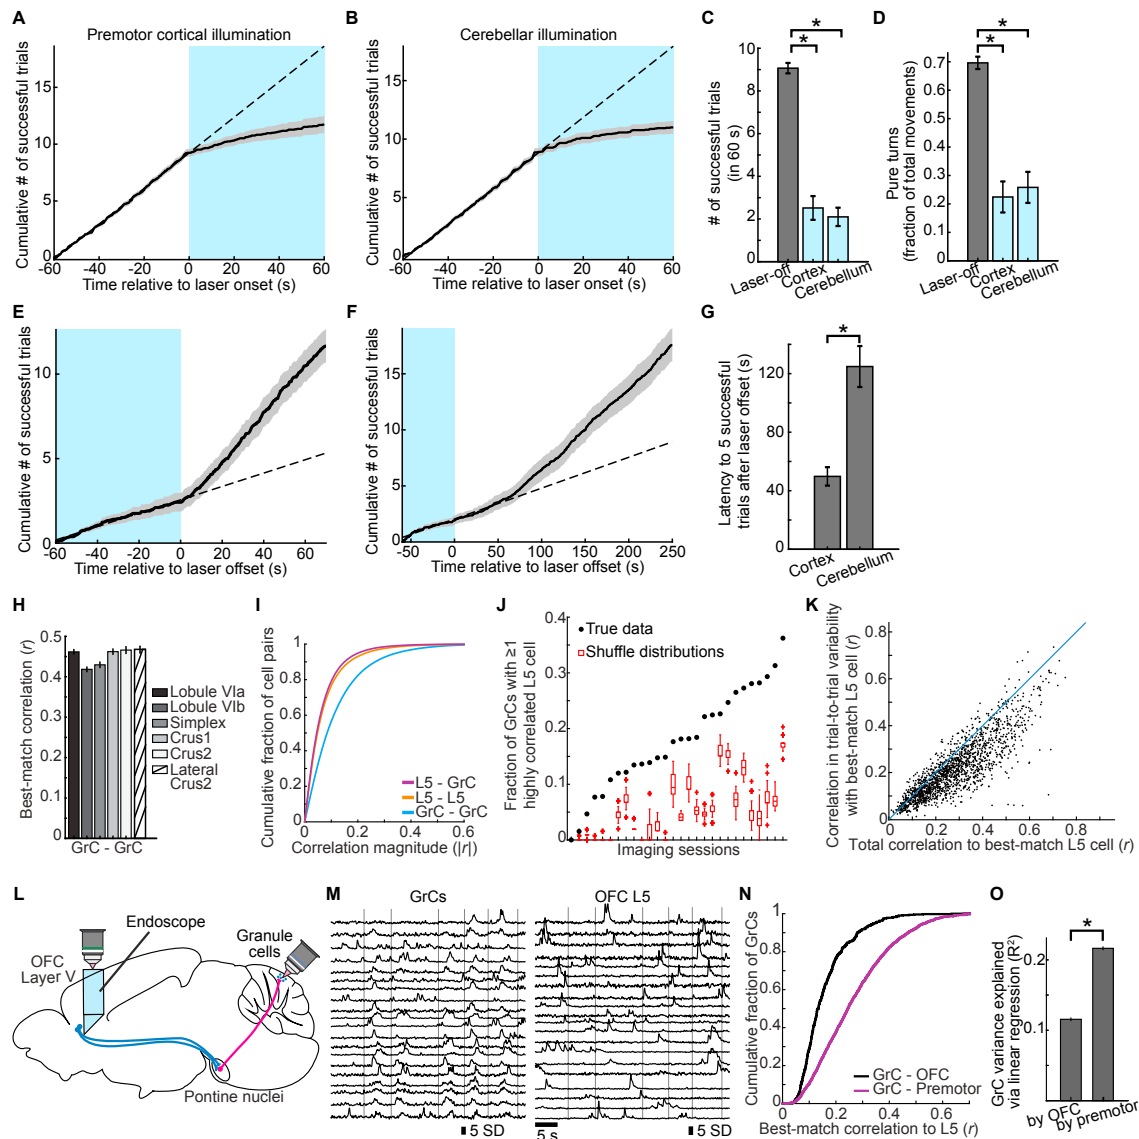 A
Premotor cortical illumination
Cumulative # of successful trials
15
10
5
0
-60 -40 -20 0 20 40 60
Time relative to laser onset (s)
B
Cerebellar illumination
Cumulative # of successful trials
15
10
5
0
-60 -40 -20 0 20 40 60
Time relative to laser onset (s)
C
# of successful trials
(in 60 s)
10
8
6
4
2
0
*
*
Laser-off
Cortex
Cerebellum
D
Pure turns
(fraction of total movements)
0.7
0.6
0.5
0.4
0.3
0.2
0.1
0
*
*
Laser-off
Cortex
Cerebellum
E
Cumulative # of successful trials
10
5
0
-60 -40 -20 0 20 40 60
Time relative to laser offset (s)
F
Cumulative # of successful trials
15
10
5
0
-50 0 50 100 150 200 250
Time relative to laser offset (s)
G
Latency to 5 successful
trials after laser offset (s)
120
80
40
0
*
Cortex
Cerebellum
H
Best-match correlation (r)
0.5
0.4
0.3
0.2
0.1
0
GrC - GrC
Lobule VIa
Lobule VIb
Simplex
Crus1
Crus2
Lateral
Crus2
I
Cumulative fraction of cell pairs
1
0.8
0.6
0.4
0.2
0
L5 - GrC
L5 - L5
GrC - GrC
0 0.2 0.4 0.6
Correlation magnitude (|r|)
J
Fraction of GrCs with ≥1
highly correlated L5 cell
0.4
0.3
0.2
0.1
0
True data
Shuffle distributions
Imaging sessions
K
Correlation in trial-to-trial variability
with best-match L5 cell (r)
0.8
0.6
0.4
0.2
0
0 0.2 0.4 0.6 0.8
Total correlation to best-match L5 cell (r)
L
Endoscope
OFC
Layer V
Granule
cells
Pontine nuclei
M
GrCs
OFC L5
5 SD
5 s
5 SD
N
Cumulative fraction of GrCs
1
0.8
0.6
0.4
0.2
0
GrC - OFC
GrC - Premotor
0 0.2 0.4 0.6
Best-match correlation to L5 (r)
O
GrC variance explained
via linear regression (R²)
0.2
0.1
*
by OFC
by premotor